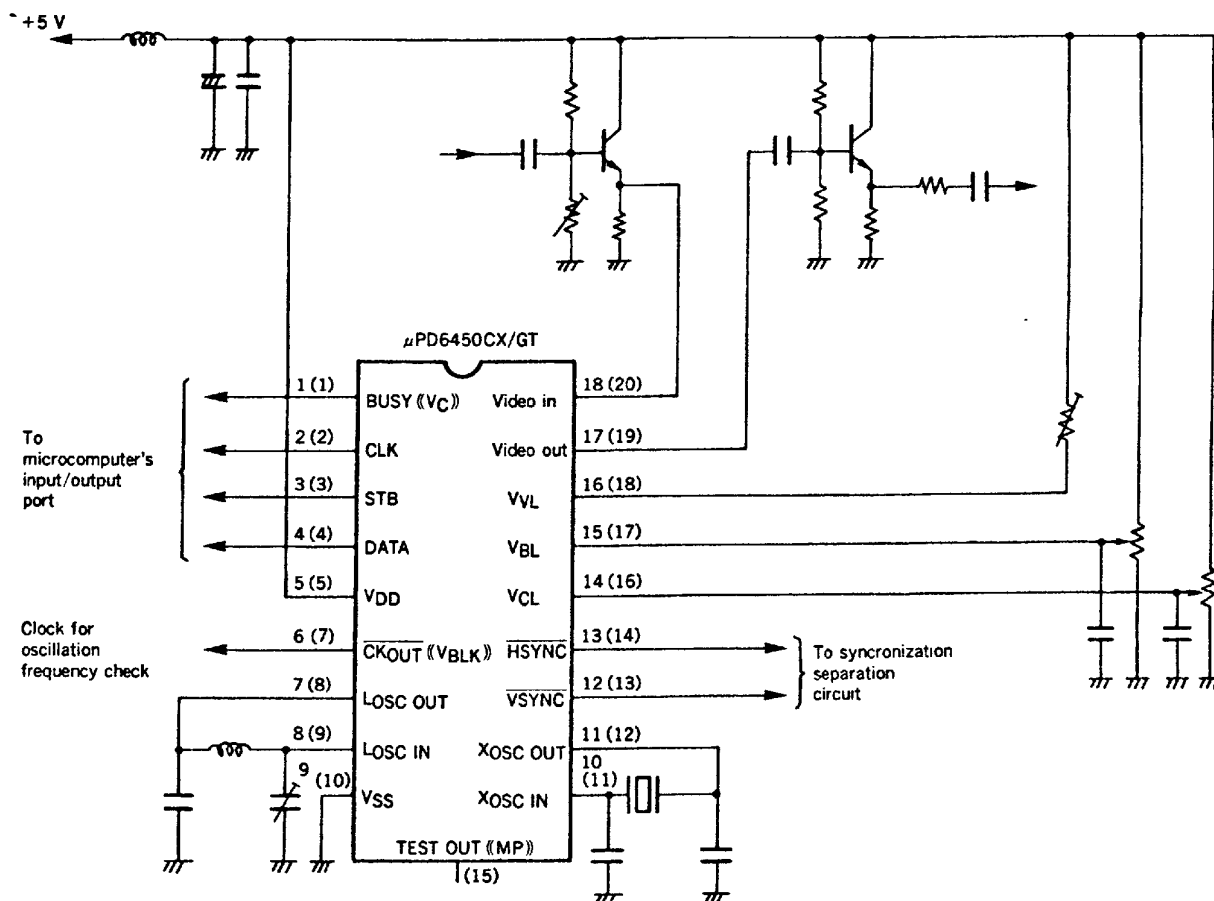 +5 V
μPD6450CX/GT
1 (1)
BUSY《VC》
Video in
18 (20)
2 (2)
CLK
Video out
17 (19)
To
microcomputer's
input/output
port
3 (3)
STB
VVL
16 (18)
4 (4)
DATA
VBL
15 (17)
5 (5)
VDD
VCL
14 (16)
Clock for
oscillation
frequency check
6 (7)
CKOUT《VBLK》
HSYNC
13 (14)
7 (8)
LOSC OUT
VSYNC
12 (13)
To syncronization
separation
circuit
8 (9)
LOSC IN
XOSC OUT
11 (12)
9
(10)
VSS
XOSC IN
10
(11)
TEST OUT《MP》
(15)